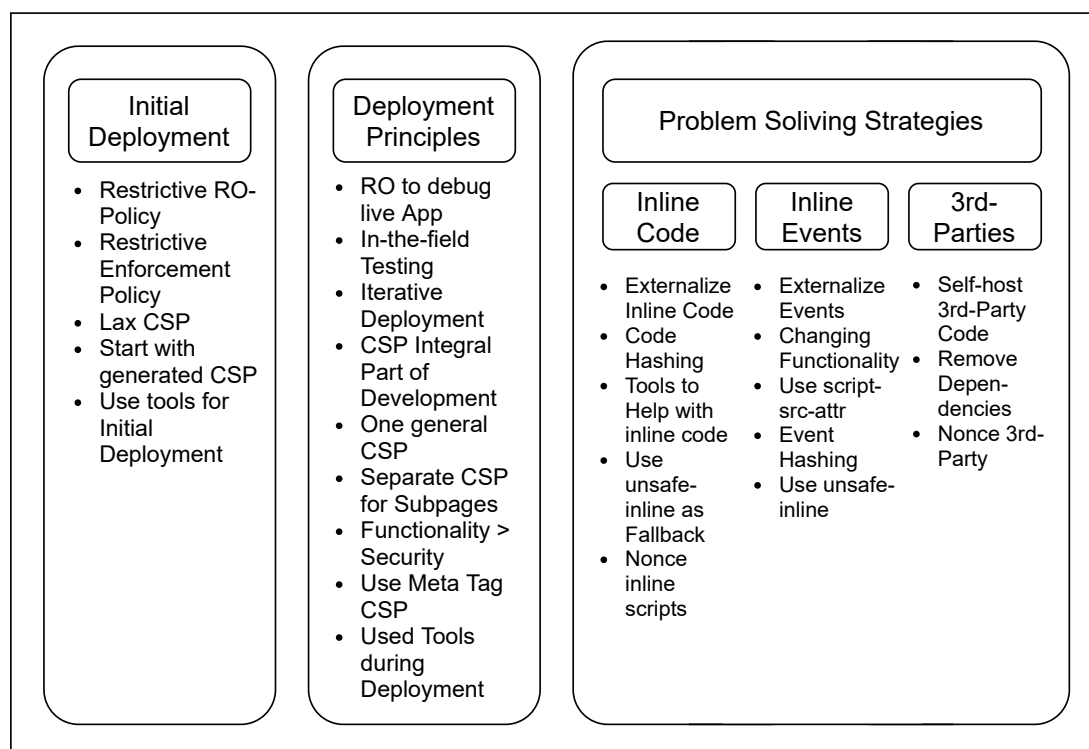 Initial
Deployment
• Restrictive RO-
Policy
• Restrictive
Enforcement
Policy
• Lax CSP
• Start with
generated CSP
• Use tools for
Initial
Deployment
Deployment
Principles
• RO to debug
live App
• In-the-field
Testing
• Iterative
Deployment
• CSP Integral
Part of
Development
• One general
CSP
• Separate CSP
for Subpages
• Functionality >
Security
• Use Meta Tag
CSP
• Used Tools
during
Deployment
Problem Soliving Strategies
Inline
Code
• Externalize
Inline Code
• Code
Hashing
• Tools to
Help with
inline code
• Use
unsafe-
inline as
Fallback
• Nonce
inline
scripts
Inline
Events
• Externalize
Events
• Changing
Functionality
• Use script-
src-attr
• Event
Hashing
• Use unsafe-
inline
3rd-
Parties
• Self-host
3rd-Party
Code
• Remove
Depen-
dencies
• Nonce 3rd-
Party